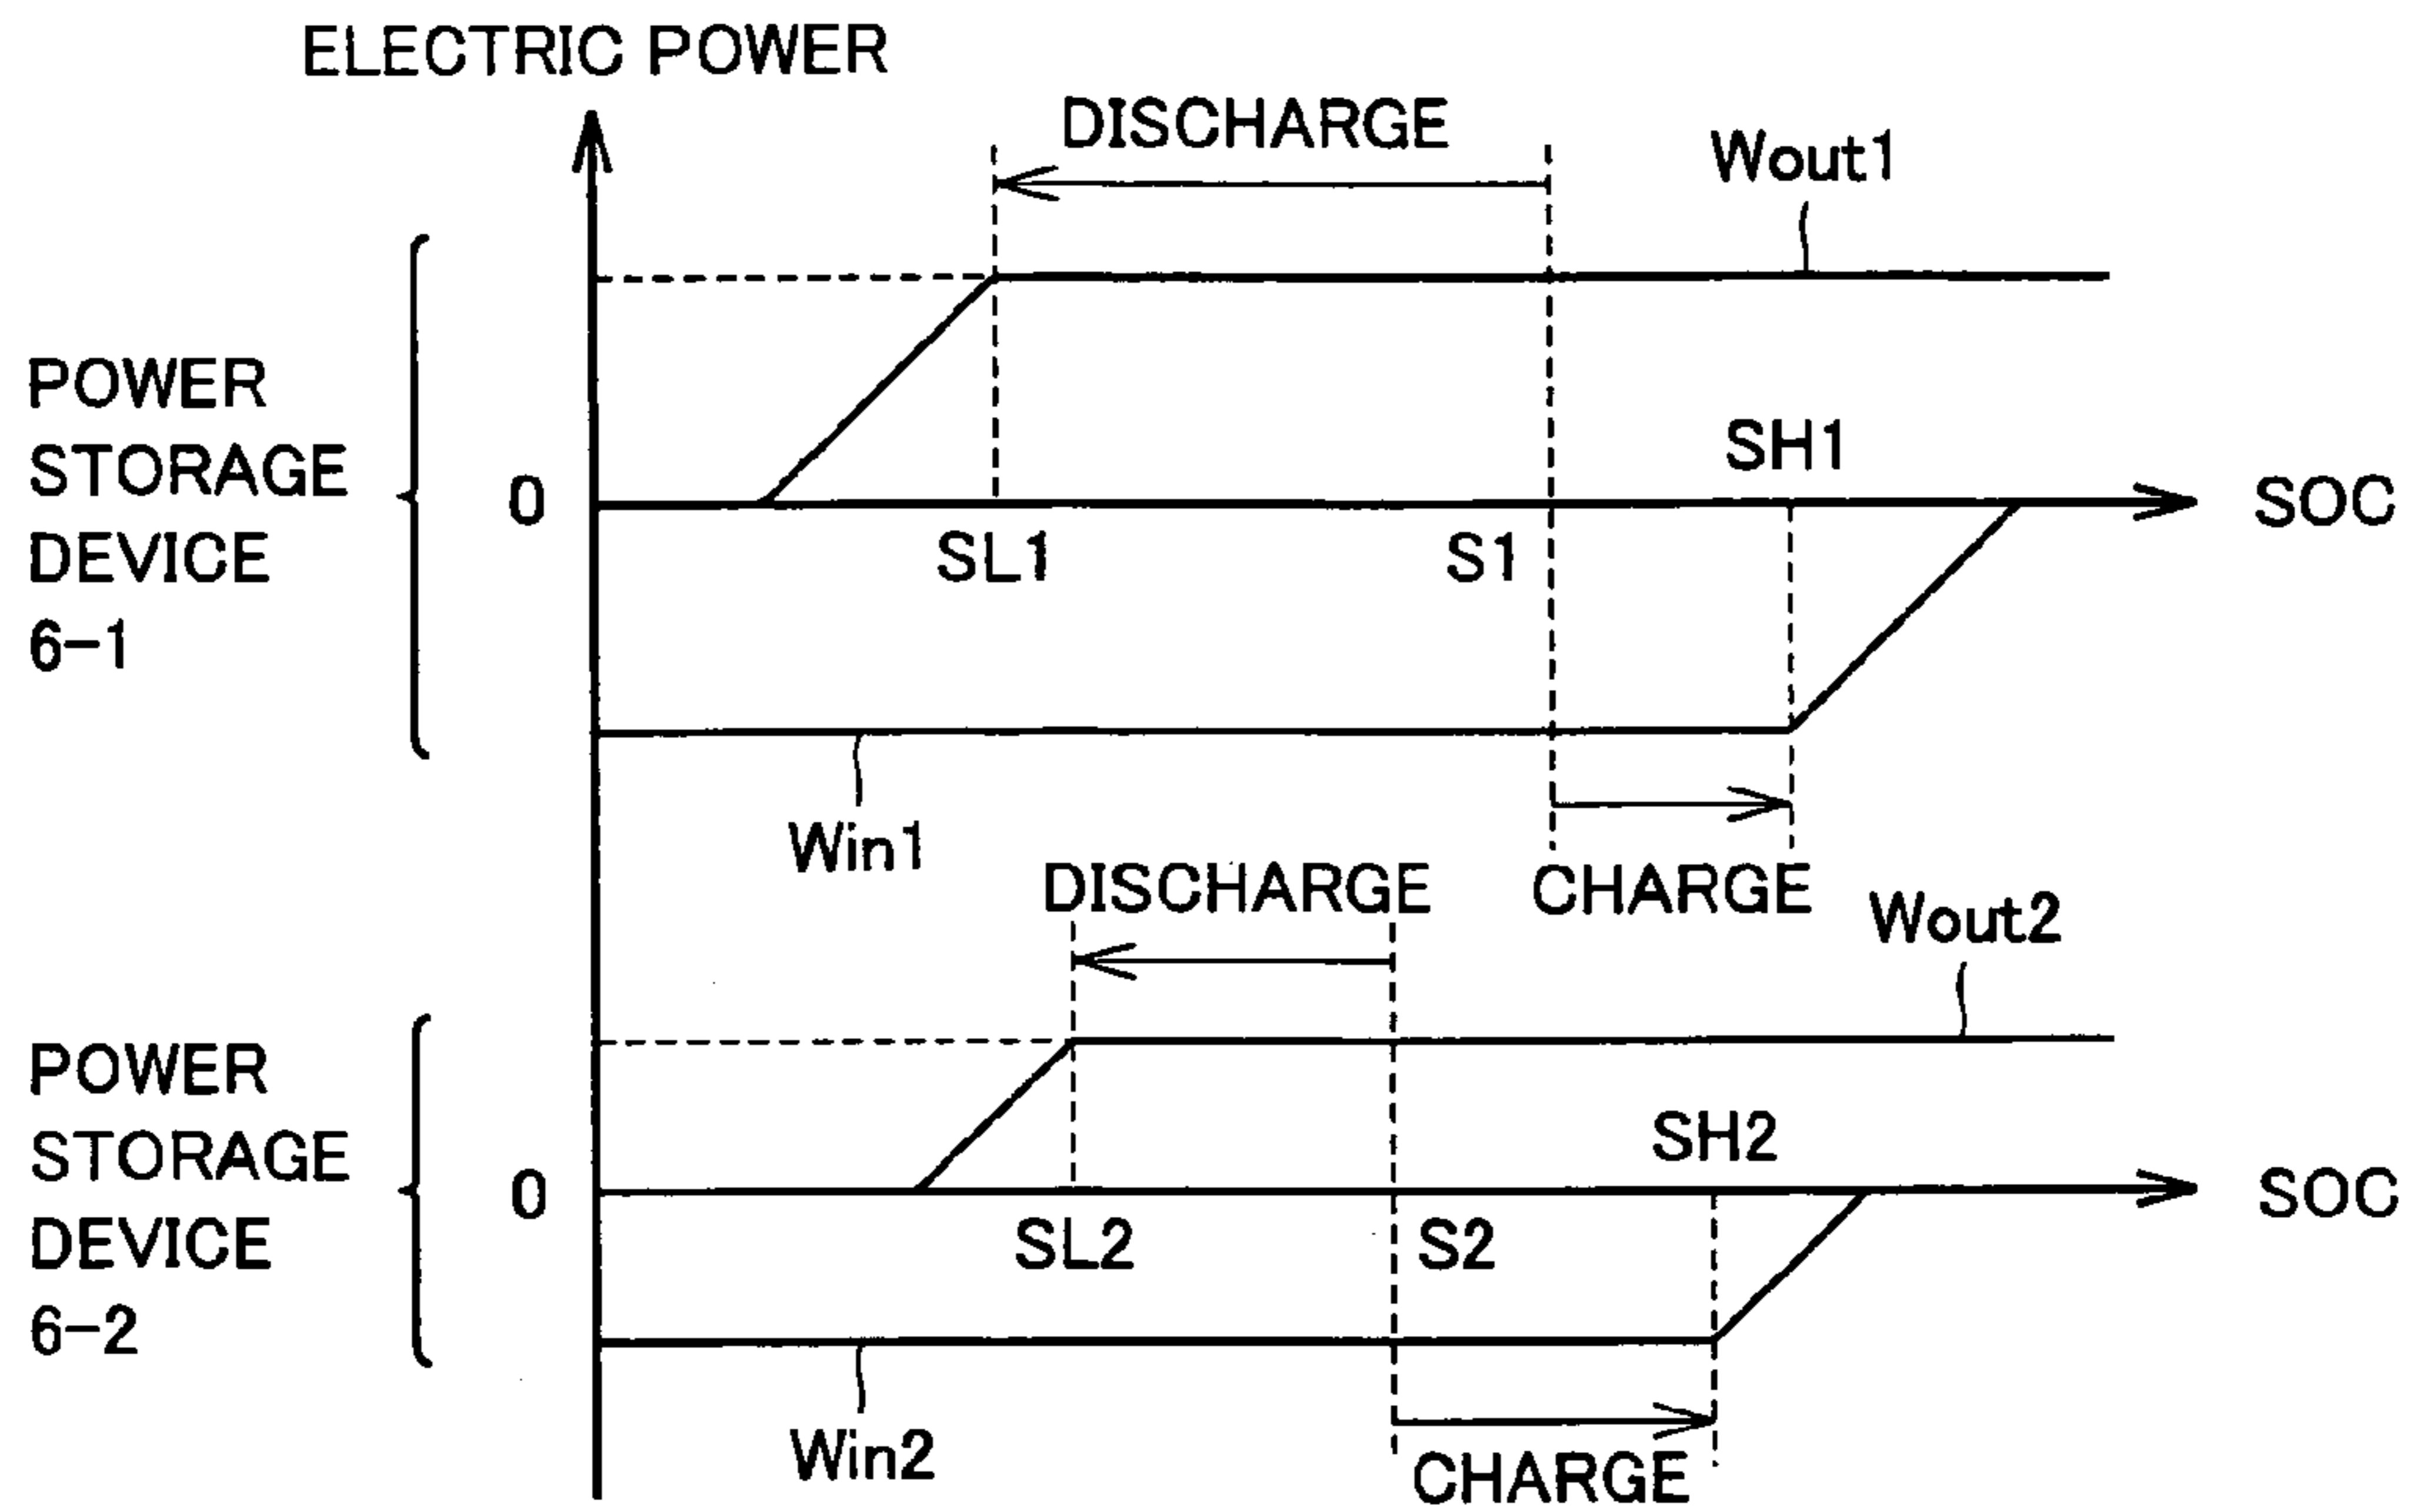 ELECTRIC POWER
DISCHARGE
Wout1
POWER
STORAGE
DEVICE
6-1
0
SH1
SOC
SL1
S1
Win1
CHARGE
DISCHARGE
Wout2
POWER
STORAGE
DEVICE
6-2
0
SH2
SOC
SL2
S2
Win2
CHARGE